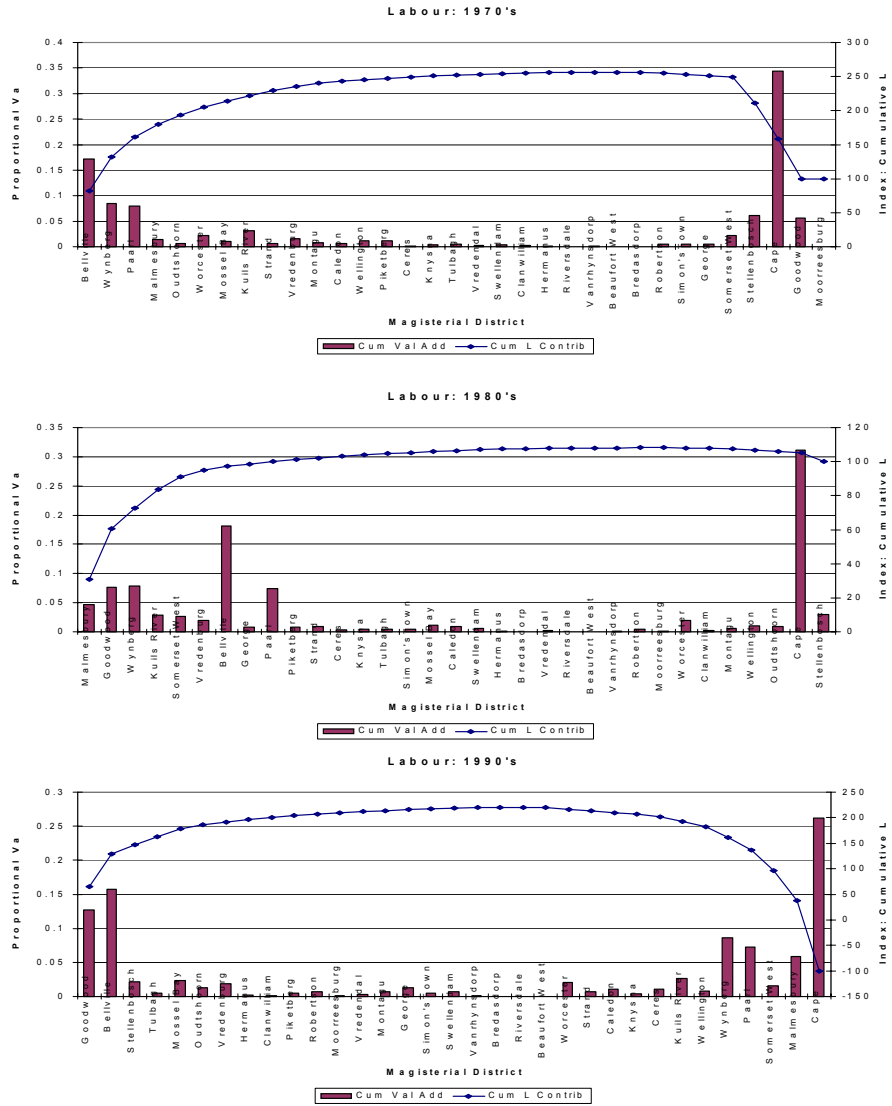 Labour: 1970's
0.4
0.35
0.3
0.25
0.2
0.15
0.1
0.05
0
Proportional Va
300
250
200
150
100
50
0
Index: Cumulative L
Bellville
Wynberg
Paarl
Malmesbury
Oudtshoorn
Worcester
Mossel Bay
Kuils River
Strand
Vredenburg
Montagu
Caledon
Wellington
Piketberg
Ceres
Knysna
Tulbagh
Vredendal
Swellendam
Clanwilliam
Hermanus
Riversdale
Vanrhynsdorp
Beaufort West
Bredasdorp
Robertson
Simon's town
George
Somerset West
Stellenbosch
Cape
Goodwood
Moorreesburg
Magisterial District
Cum Val Add Cum L Contrib
Labour: 1980's
0.35
0.3
0.25
0.2
0.15
0.1
0.05
0
Proportional Va
120
100
80
60
40
20
0
Index: Cumulative L
Malmesbury
Goodwood
Wynberg
Kuils River
Somerset West
Vredenburg
Bellville
George
Paarl
Piketberg
Strand
Ceres
Knysna
Tulbagh
Simon's town
Mossel Bay
Caledon
Swellendam
Hermanus
Bredasdorp
Vredendal
Riversdale
Beaufort West
Vanrhynsdorp
Robertson
Moorreesburg
Worcester
Clanwilliam
Montagu
Wellington
Oudtshoorn
Cape
Stellenbosch
Magisterial District
Cum Val Add Cum L Contrib
Labour: 1990's
0.3
0.25
0.2
0.15
0.1
0.05
0
Proportional Va
250
200
150
100
50
0
-50
-100
-150
Index: Cumulative L
Goodwood
Bellville
Stellenbosch
Tulbagh
Mossel Bay
Oudtshoorn
Vredenburg
Hermanus
Clanwilliam
Piketberg
Robertson
Moorreesburg
Vredendal
Montagu
George
Simon's town
Swellendam
Vanrhynsdorp
Bredasdorp
Riversdale
Beaufort West
Worcester
Strand
Caledon
Knysna
Ceres
Kuils River
Wellington
Wynberg
Paarl
Somerset West
Malmesbury
Cape
Magisterial District
Cum Val Add Cum L Contrib